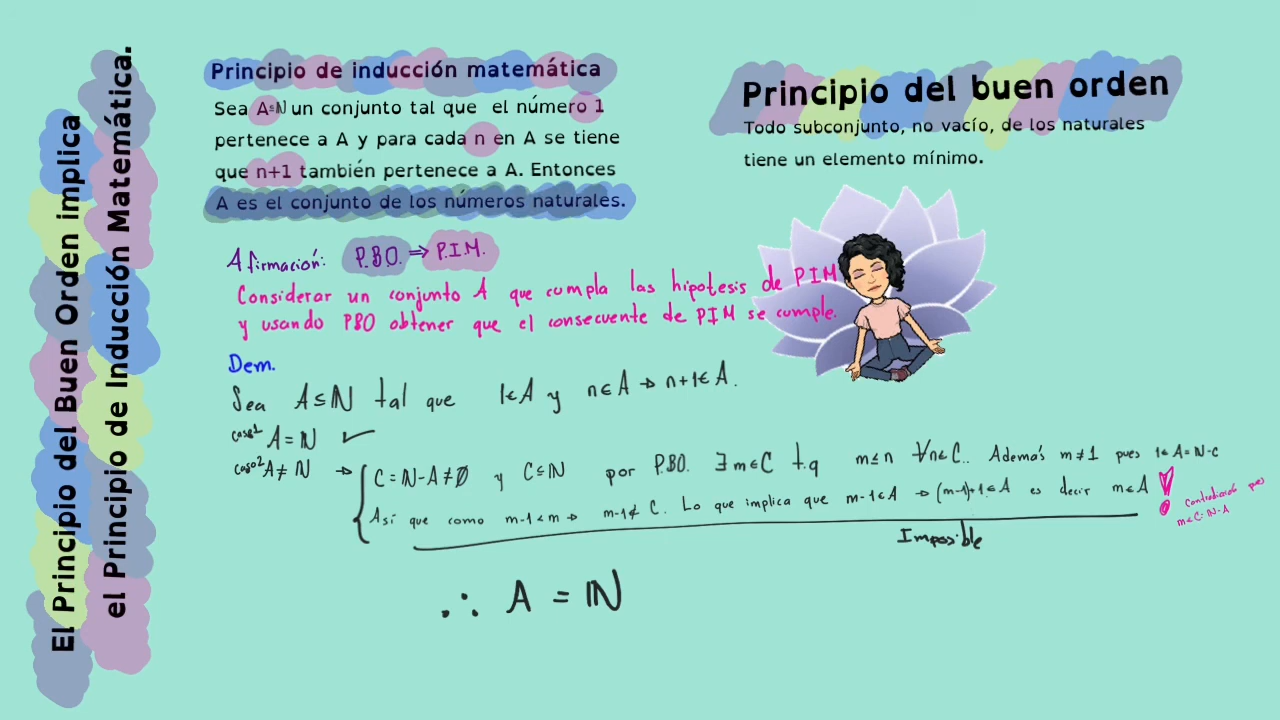 El Principio del Buen Orden implica
el Principio de Inducción Matemática.
Principio de inducción matemática
Sea A⊆ℕ un conjunto tal que el número 1
pertenece a A y para cada n en A se tiene
que n+1 también pertenece a A. Entonces
A es el conjunto de los números naturales.
Principio del buen orden
Todo subconjunto, no vacío, de los naturales
tiene un elemento mínimo.
Afirmación: P.B.O. ⇒ P.I.M.
Considerar un conjunto A que cumpla las hipotesis de PIM
y usando PBO obtener que el consecuente de PIM se cumple.
Dem.
Sea A⊆ℕ tal que 1∈A y n∈A → n+1∈A.
caso1 A=ℕ ✓
caso2 A≠ℕ → C=ℕ-A≠∅ y C⊆ℕ por P.B.O. ∃m∈C t.q m≤n ∀n∈C. Además m≠1 pues 1∈A=ℕ-C
Así que como m-1<m → m-1∉C. Lo que implica que m-1∈A → (m-1)+1∈A es decir m∈A !
Contradicción pues
m∈C=ℕ-A
Imposible
∴ A = ℕ